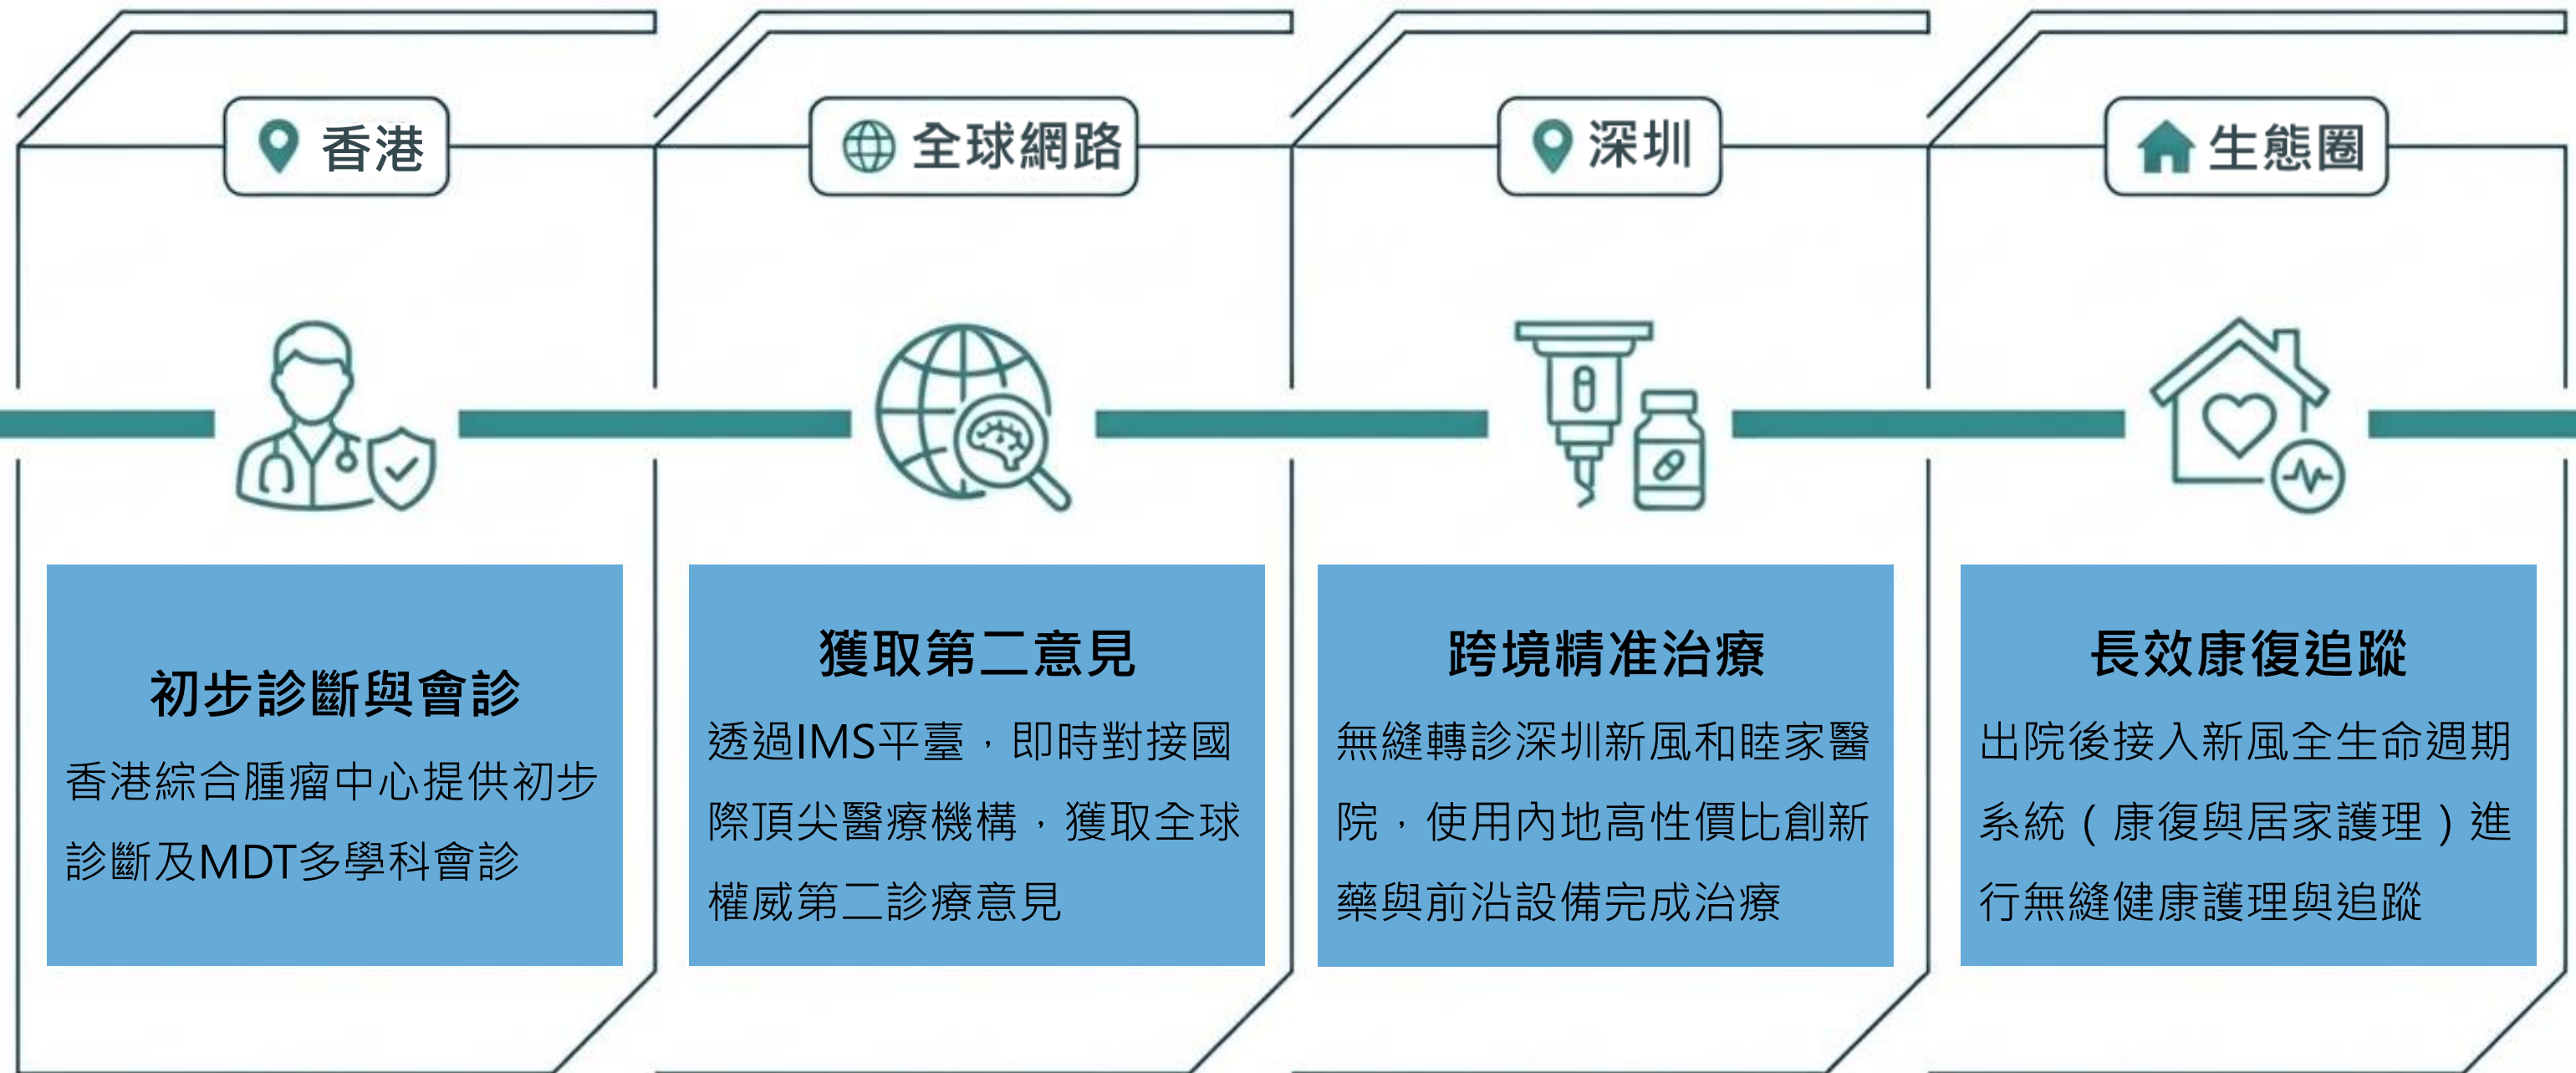 香港
初步診斷與會診
香港綜合腫瘤中心提供初步
診斷及MDT多學科會診
全球網路
獲取第二意見
透過IMS平臺，即時對接國
際頂尖醫療機構，獲取全球
權威第二診療意見
深圳
跨境精准治療
無縫轉診深圳新風和睦家醫
院，使用內地高性價比創新
藥與前沿設備完成治療
生態圈
長效康復追蹤
出院後接入新風全生命週期
系統（康復與居家護理）進
行無縫健康護理與追蹤